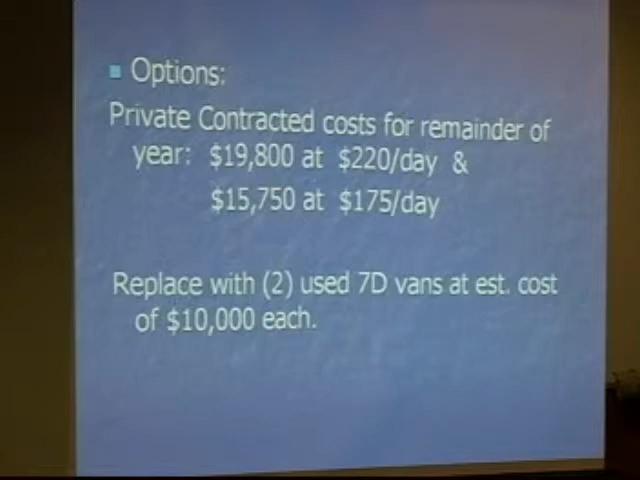 Options:
Private Contracted costs for remainder of
year: $19,800 at $220/day &
$15,750 at $175/day
Replace with (2) used 7D vans at est. cost
of $10,000 each.